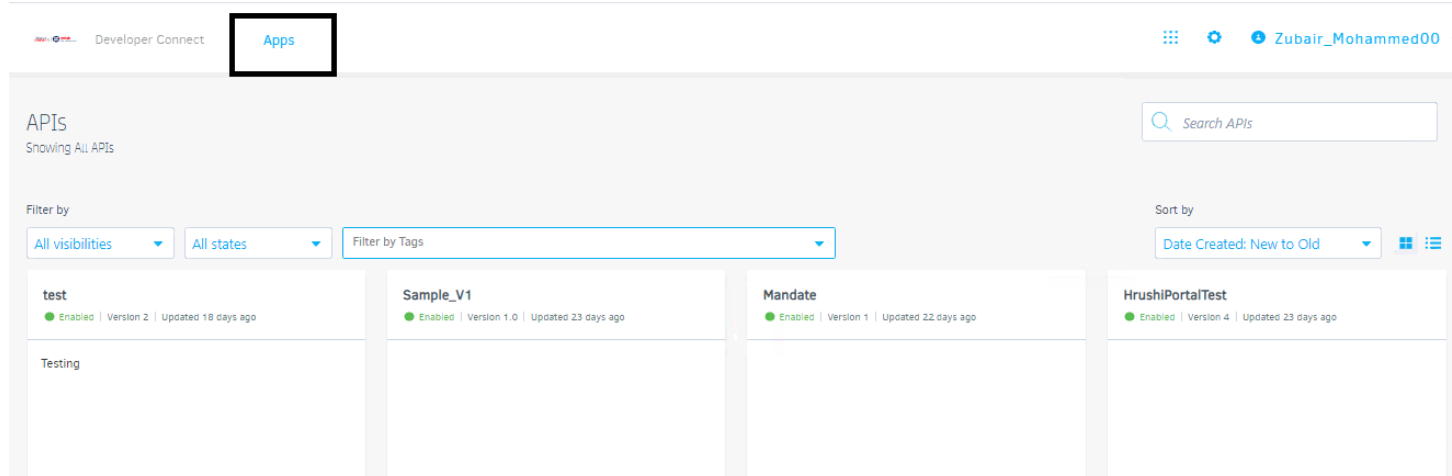 Developer Connect Apps Zubair_Mohammed00
APIs
Showing All APIs
Search APIs
Filter by
Sort by
All visibilities All states Filter by Tags Date Created: New to Old
test Sample_V1 Mandate HrushiPortalTest
Enabled | Version 2 | Updated 18 days ago Enabled | Version 1.0 | Updated 23 days ago Enabled | Version 1 | Updated 22 days ago Enabled | Version 4 | Updated 23 days ago
Testing